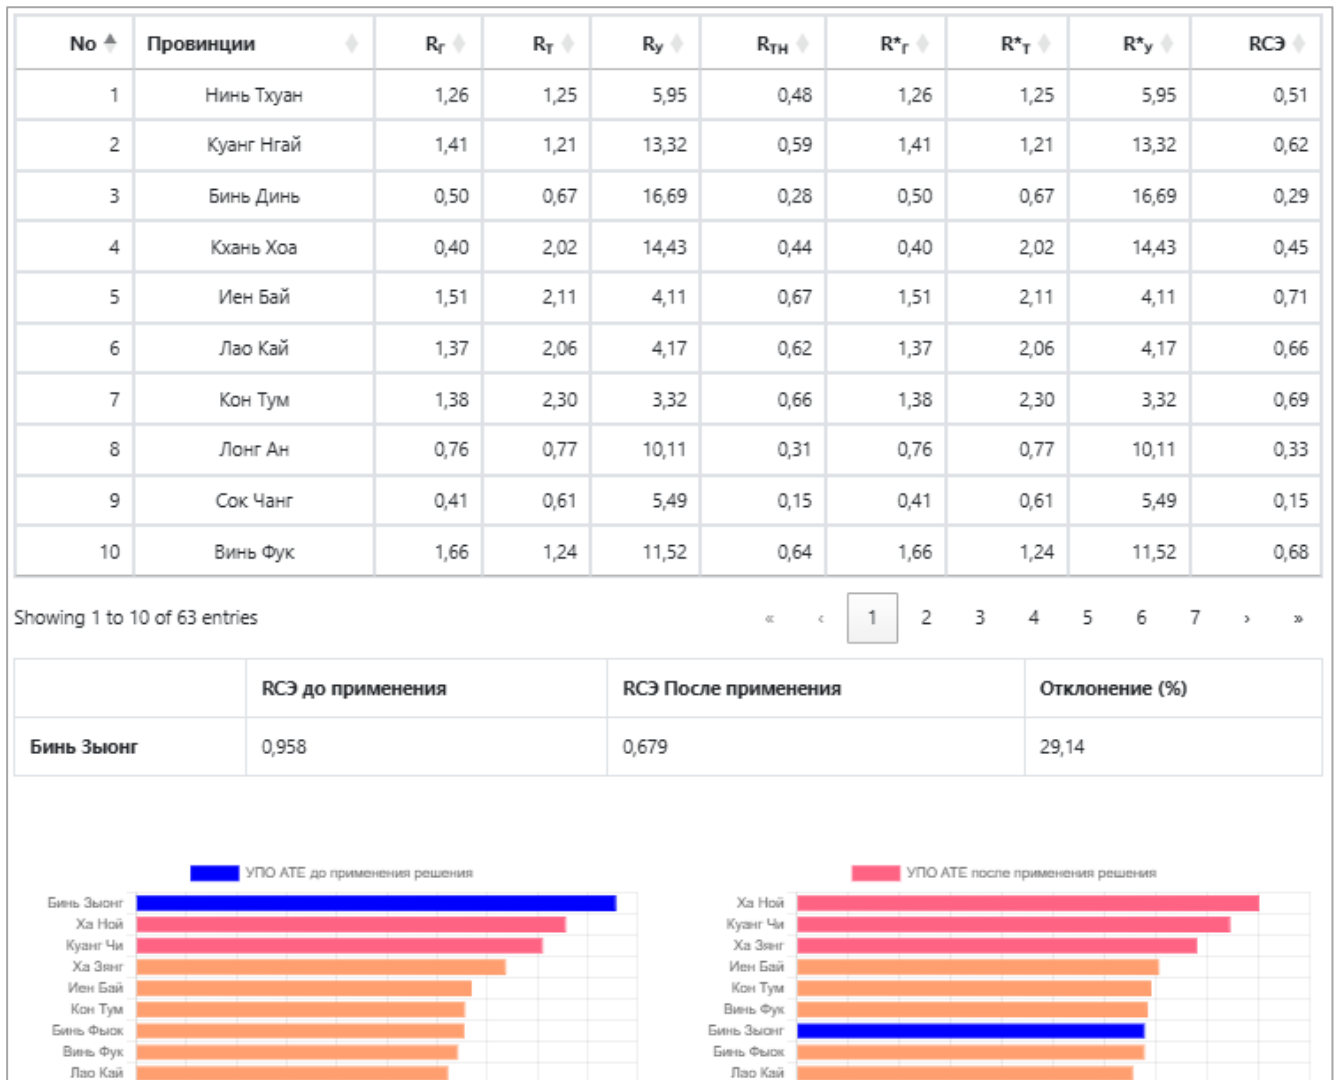 No Провинции RГ RТ RУ RТН R*Г R*Т R*У RСЭ
1 Нинь Тхуан 1,26 1,25 5,95 0,48 1,26 1,25 5,95 0,51
2 Куанг Нгай 1,41 1,21 13,32 0,59 1,41 1,21 13,32 0,62
3 Бинь Динь 0,50 0,67 16,69 0,28 0,50 0,67 16,69 0,29
4 Кхань Хоа 0,40 2,02 14,43 0,44 0,40 2,02 14,43 0,45
5 Иен Бай 1,51 2,11 4,11 0,67 1,51 2,11 4,11 0,71
6 Лао Кай 1,37 2,06 4,17 0,62 1,37 2,06 4,17 0,66
7 Кон Тум 1,38 2,30 3,32 0,66 1,38 2,30 3,32 0,69
8 Лонг Ан 0,76 0,77 10,11 0,31 0,76 0,77 10,11 0,33
9 Сок Чанг 0,41 0,61 5,49 0,15 0,41 0,61 5,49 0,15
10 Винь Фук 1,66 1,24 11,52 0,64 1,66 1,24 11,52 0,68
Showing 1 to 10 of 63 entries « ‹ 1 2 3 4 5 6 7 › »
RСЭ до применения RСЭ После применения Отклонение (%)
Бинь Зыонг 0,958 0,679 29,14
УПО АТЕ до применения решения
Бинь Зыонг
Ха Ной
Куанг Чи
Ха Зянг
Иен Бай
Кон Тум
Бинь Фыок
Винь Фук
Лао Кай
УПО АТЕ после применения решения
Ха Ной
Куанг Чи
Ха Зянг
Иен Бай
Кон Тум
Винь Фук
Бинь Зыонг
Бинь Фыок
Лао Кай